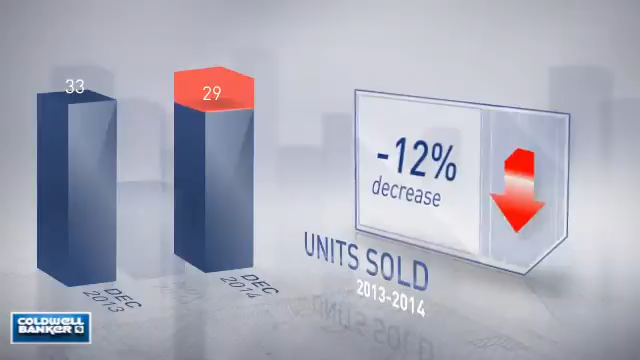 33
29
DEC
2013
DEC
2014
-12%
decrease
UNITS SOLD
2013-2014
COLDWELL
BANKER